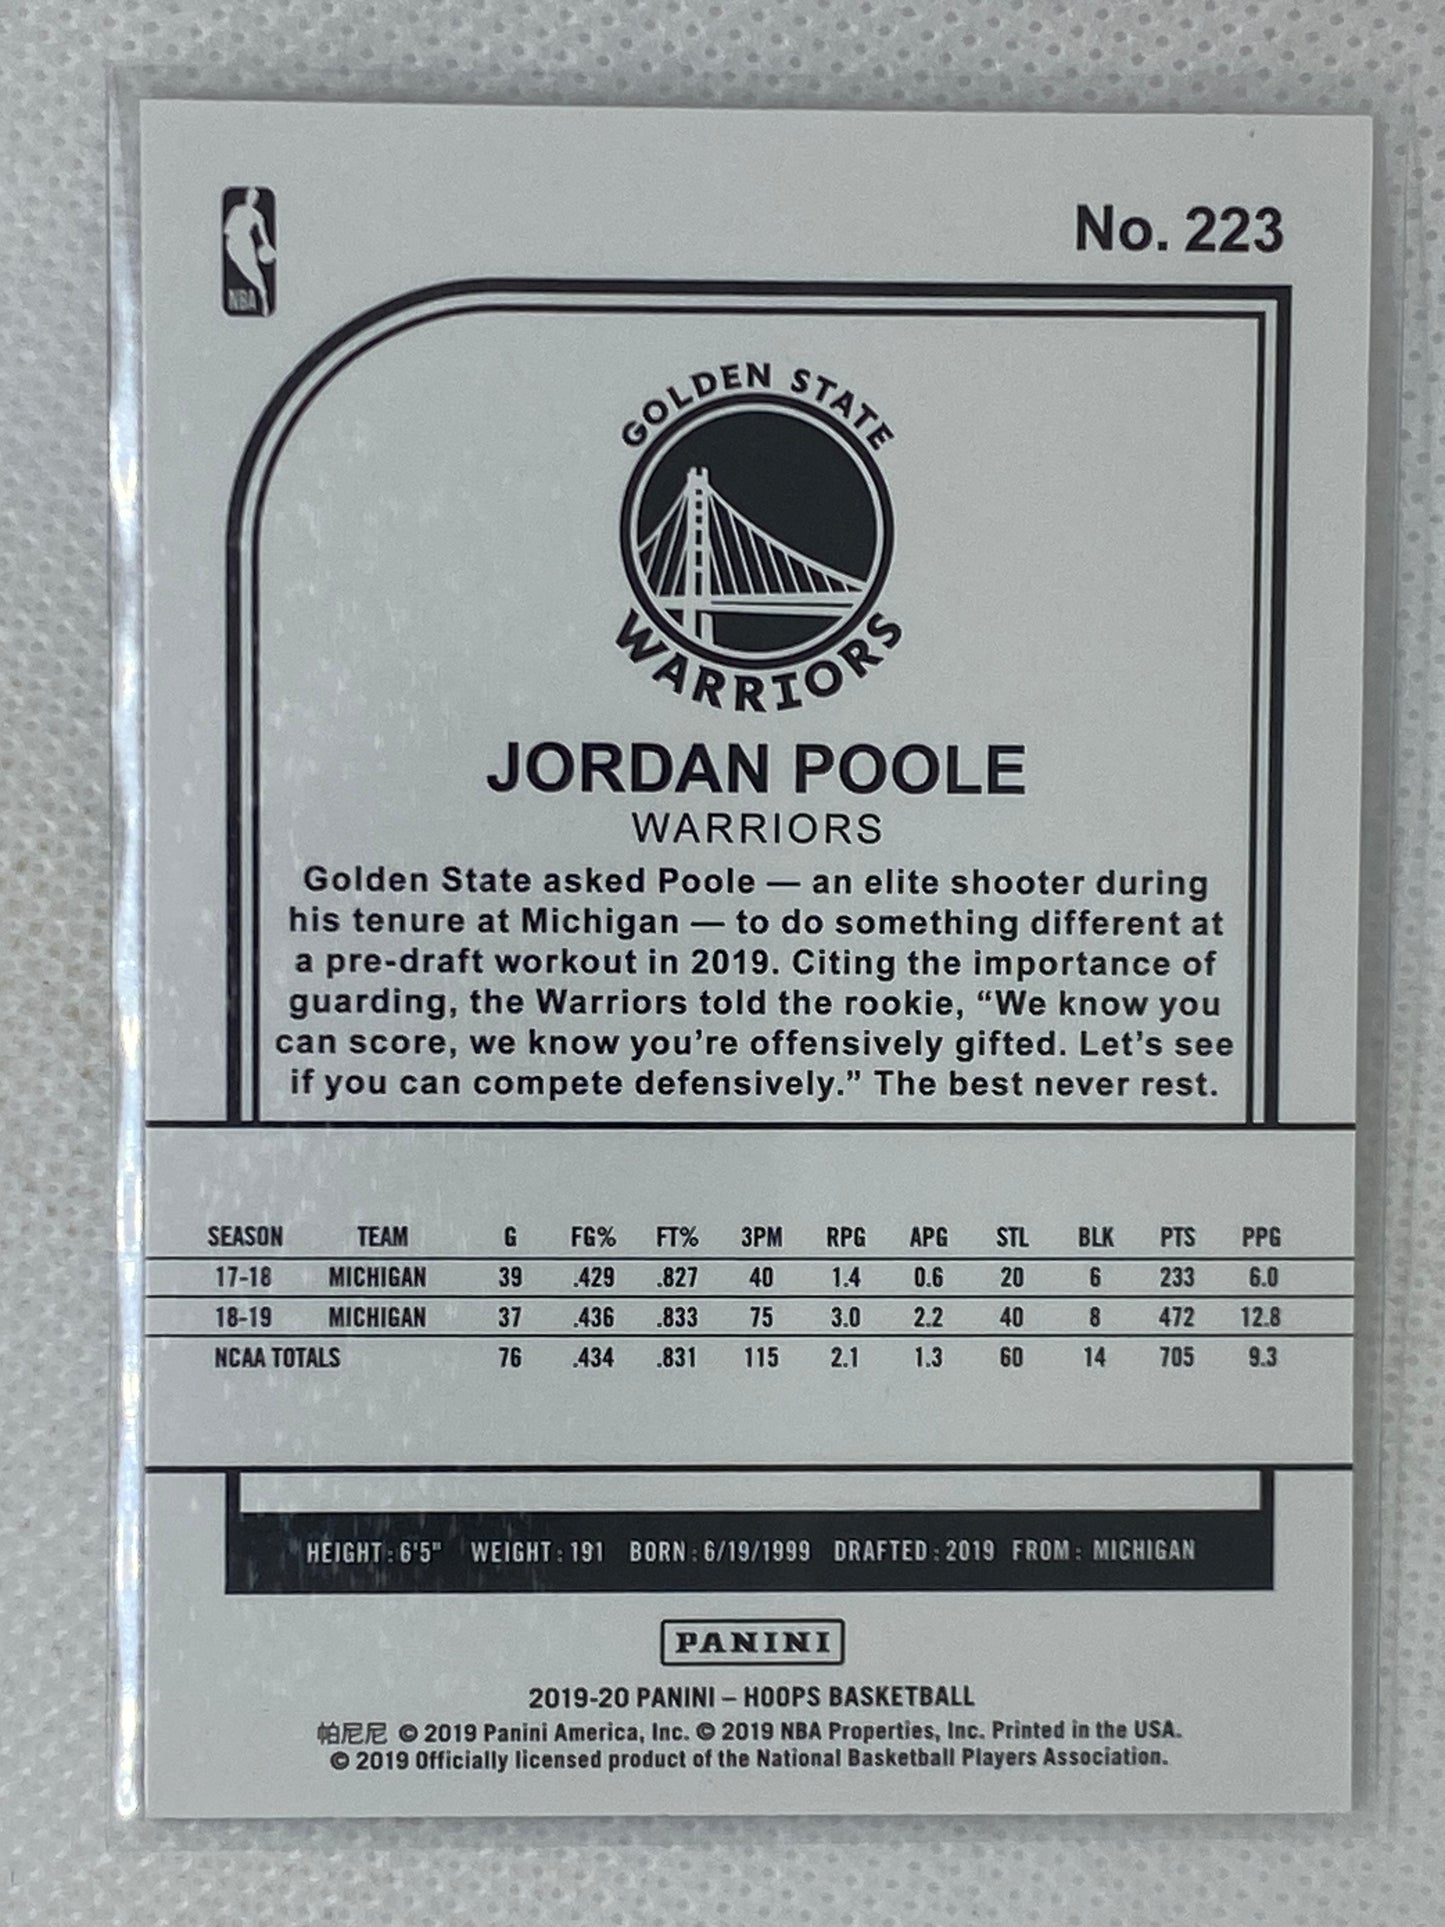 NBA
No. 223
GOLDEN STATE
WARRIORS
JORDAN POOLE
WARRIORS
Golden State asked Poole — an elite shooter during
his tenure at Michigan — to do something different at
a pre-draft workout in 2019. Citing the importance of
guarding, the Warriors told the rookie, “We know you
can score, we know you’re offensively gifted. Let’s see
if you can compete defensively.” The best never rest.
SEASON TEAM G FG% FT% 3PM RPG APG STL BLK PTS PPG
17-18 MICHIGAN 39 .429 .827 40 1.4 0.6 20 6 233 6.0
18-19 MICHIGAN 37 .436 .833 75 3.0 2.2 40 8 472 12.8
NCAA TOTALS 76 .434 .831 115 2.1 1.3 60 14 705 9.3
HEIGHT: 6'5" WEIGHT: 191 BORN: 6/19/1999 DRAFTED: 2019 FROM: MICHIGAN
PANINI
2019-20 PANINI – HOOPS BASKETBALL
帕尼尼 © 2019 Panini America, Inc. © 2019 NBA Properties, Inc. Printed in the USA.
© 2019 Officially licensed product of the National Basketball Players Association.